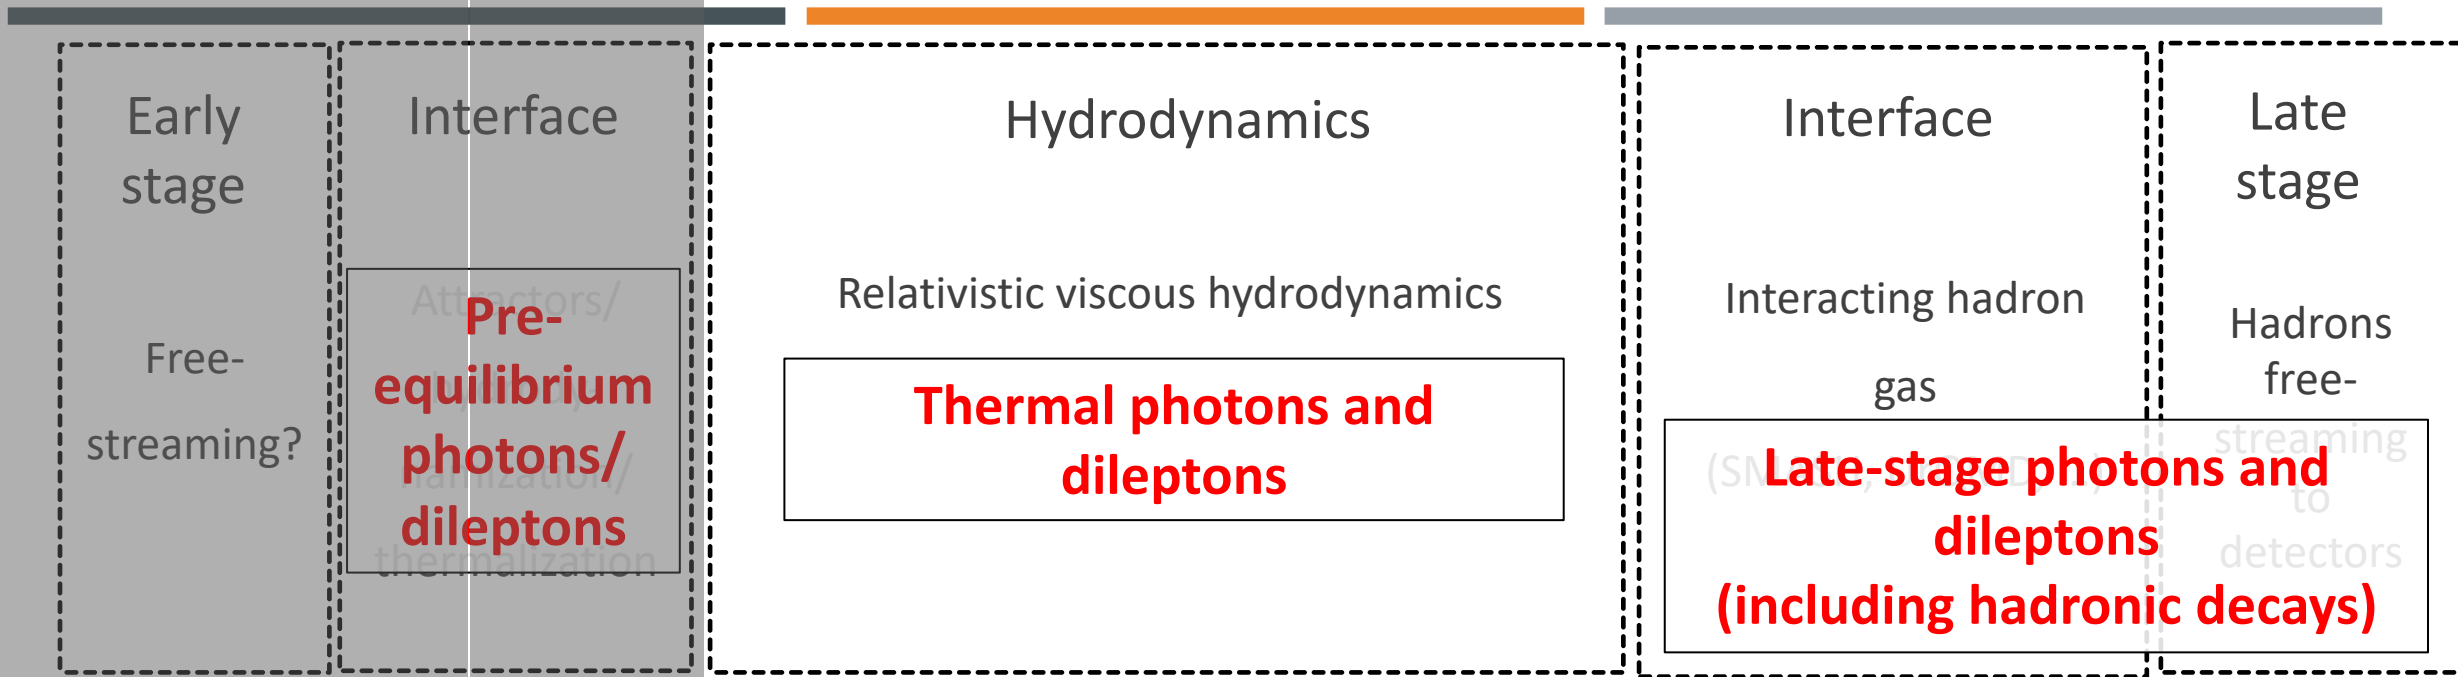 Early
stage
Free-
streaming?
Interface
Attractors/
Pre-
equilibrium
photons/
dileptons
thermalization
Hydrodynamics
Relativistic viscous hydrodynamics
Thermal photons and
dileptons
Interface
Interacting hadron
gas
Late
stage
Hadrons
free-
streaming
to
detectors
Late-stage photons and
dileptons
(including hadronic decays)